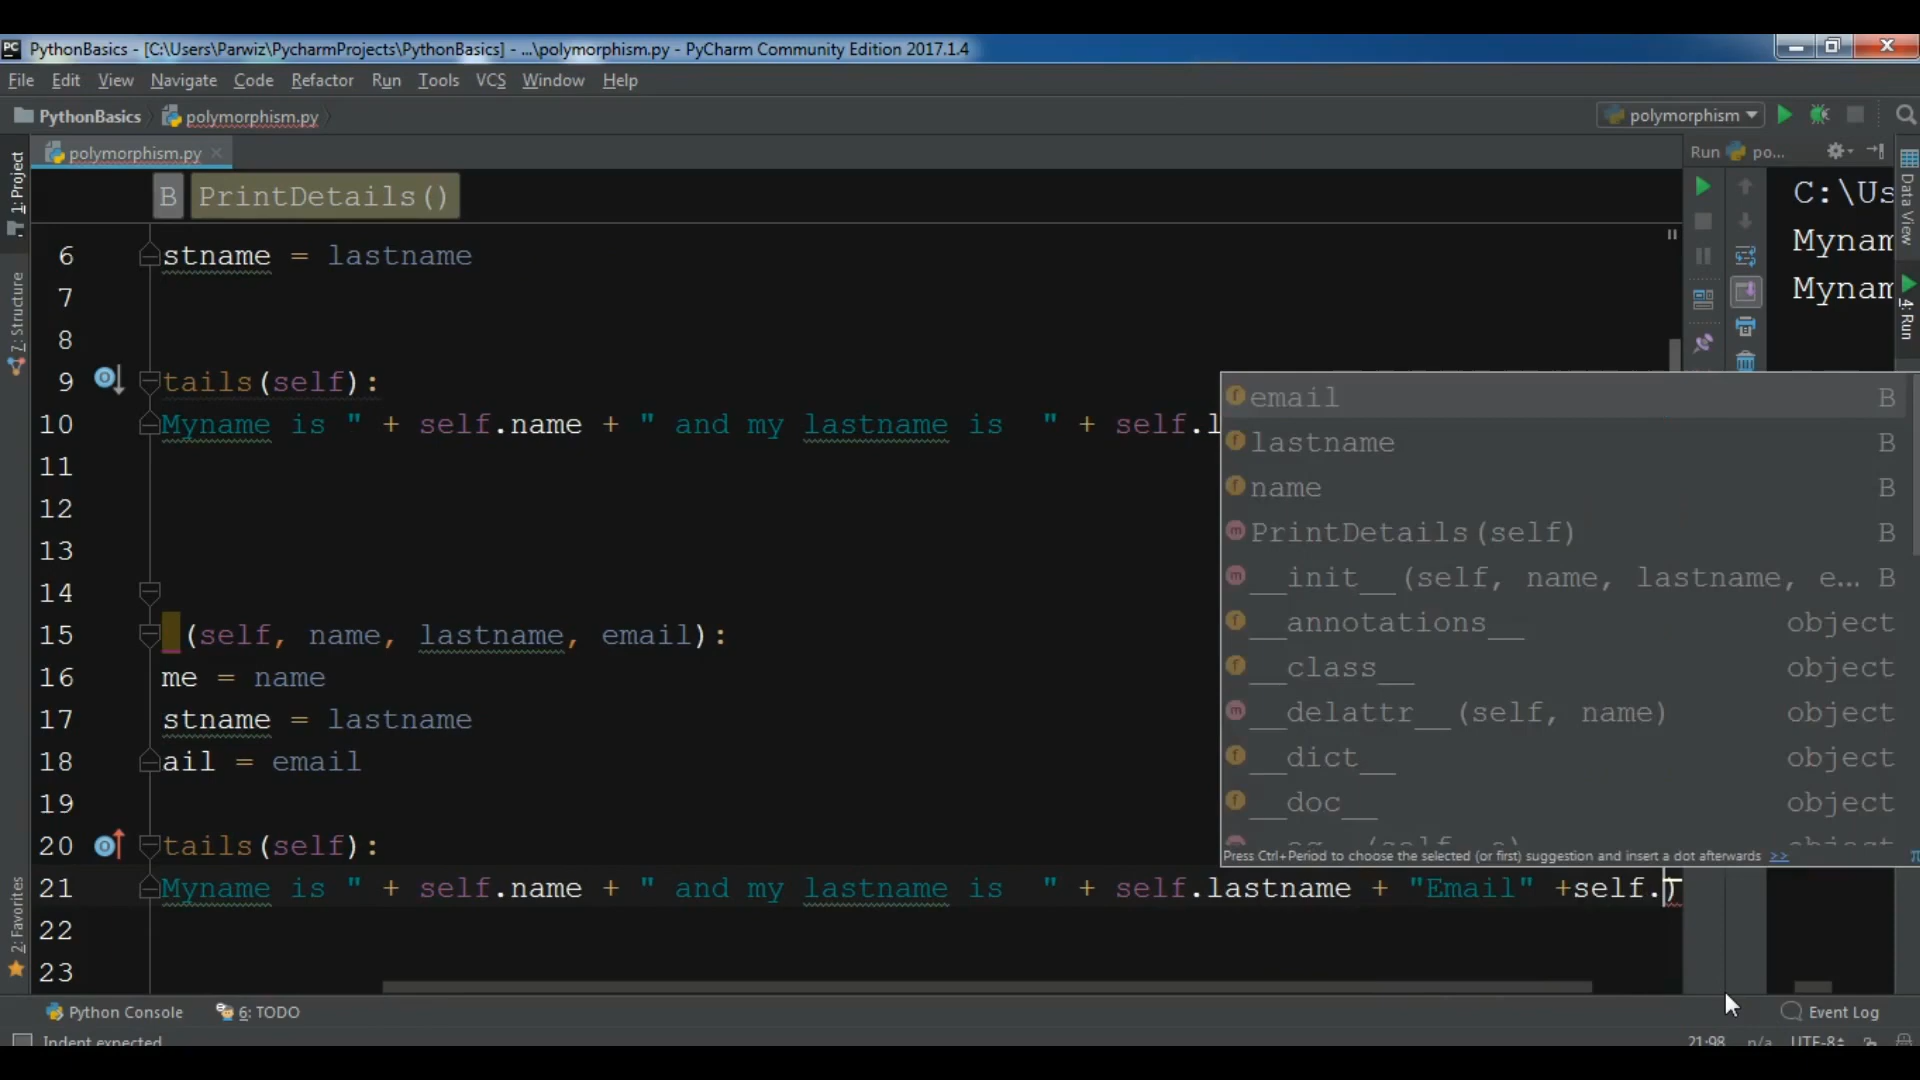 PC PythonBasics - [C:\Users\Parwiz\PycharmProjects\PythonBasics] - ...\polymorphism.py - PyCharm Community Edition 2017.1.4
File Edit View Navigate Code Refactor Run Tools VCS Window Help
PythonBasics polymorphism.py
polymorphism
1: Project
polymorphism.py
Run po...
B PrintDetails()
C:\Us
Mynam
Mynam
Data View
4: Run
7: Structure
2: Favorites
6 stname = lastname
7
8
9 tails(self):
10 Myname is " + self.name + " and my lastname is  " + self.l
11
12
13
14
15 (self, name, lastname, email):
16 me = name
17 stname = lastname
18 ail = email
19
20 tails(self):
21 Myname is " + self.name + " and my lastname is  " + self.lastname + "Email" +self.)
22
23
email B
lastname B
name B
PrintDetails(self) B
__init__(self, name, lastname, e... B
__annotations__ object
__class__ object
__delattr__(self, name) object
__dict__ object
__doc__ object
Press Ctrl+Period to choose the selected (or first) suggestion and insert a dot afterwards >>
Python Console 6: TODO Event Log
Indent expected 21:98 n/a UTF-8